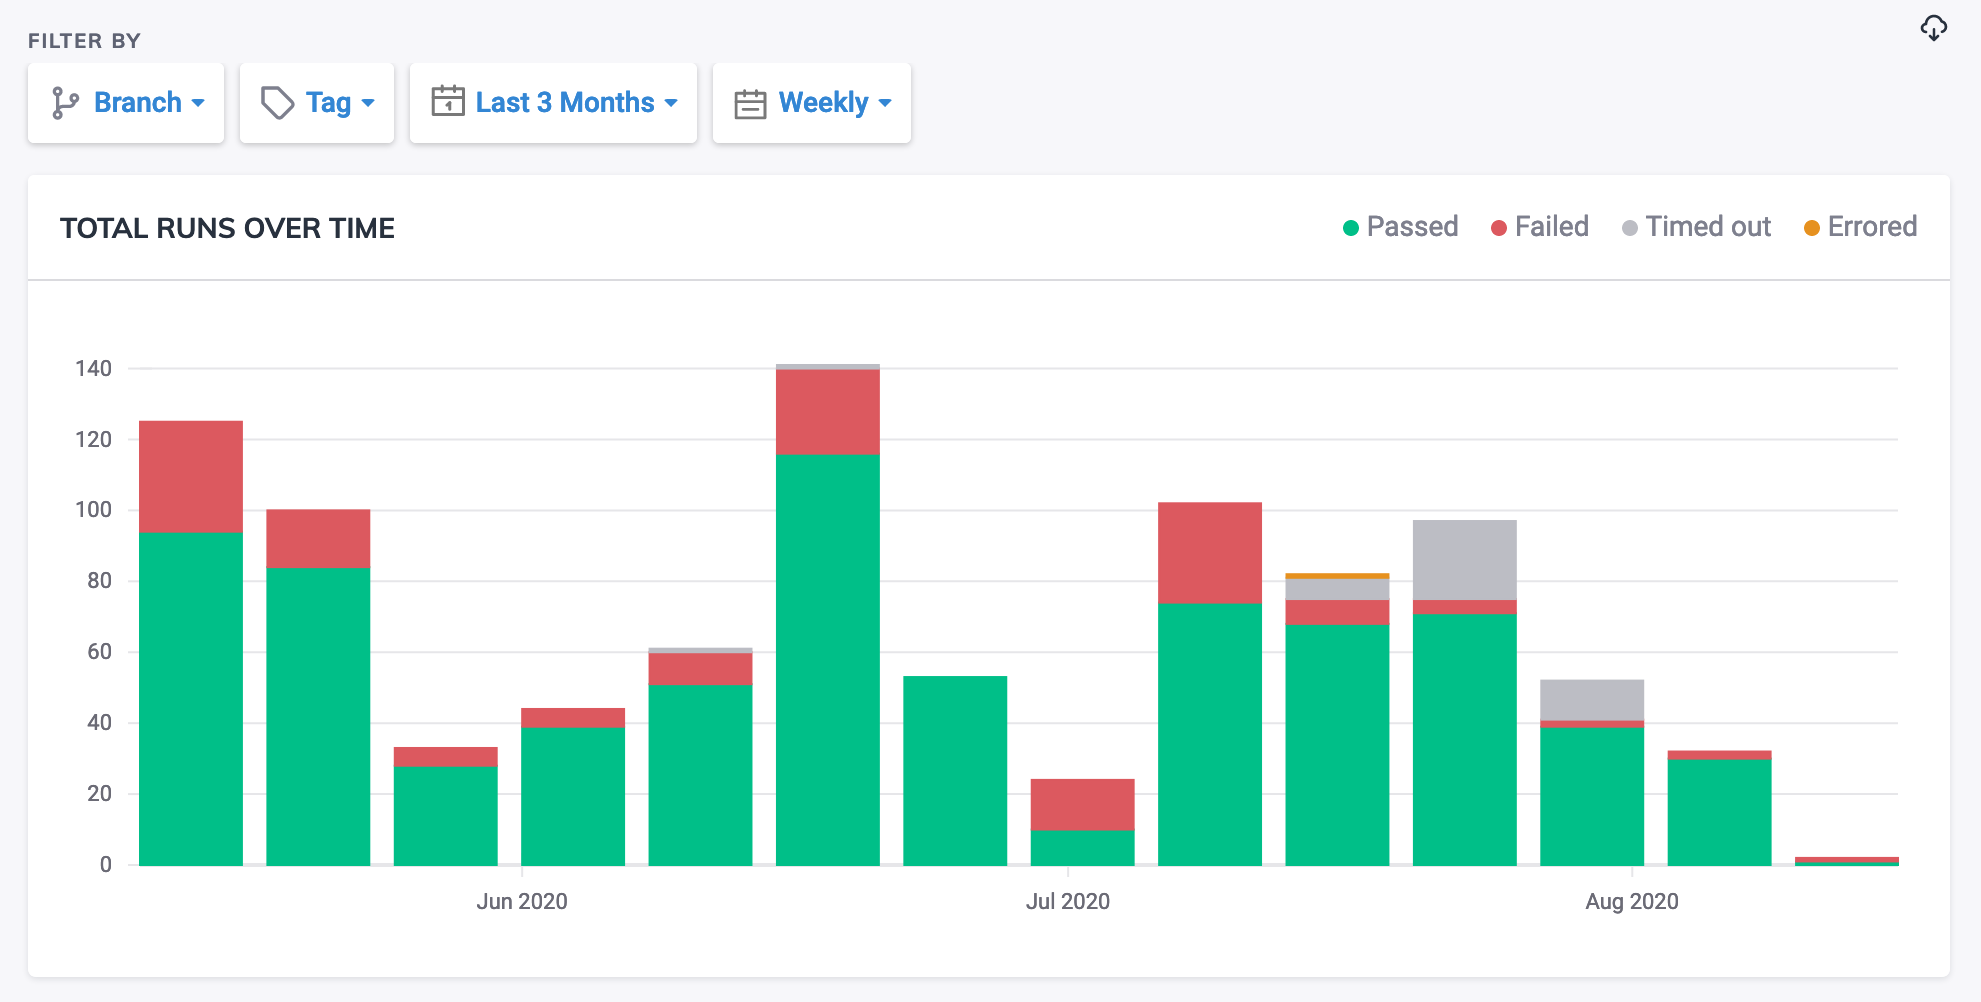 FILTER BY
Branch
Tag
1 Last 3 Months
Weekly
TOTAL RUNS OVER TIME
Passed Failed Timed out Errored
140
120
100
80
60
40
20
0
Jun 2020 Jul 2020 Aug 2020